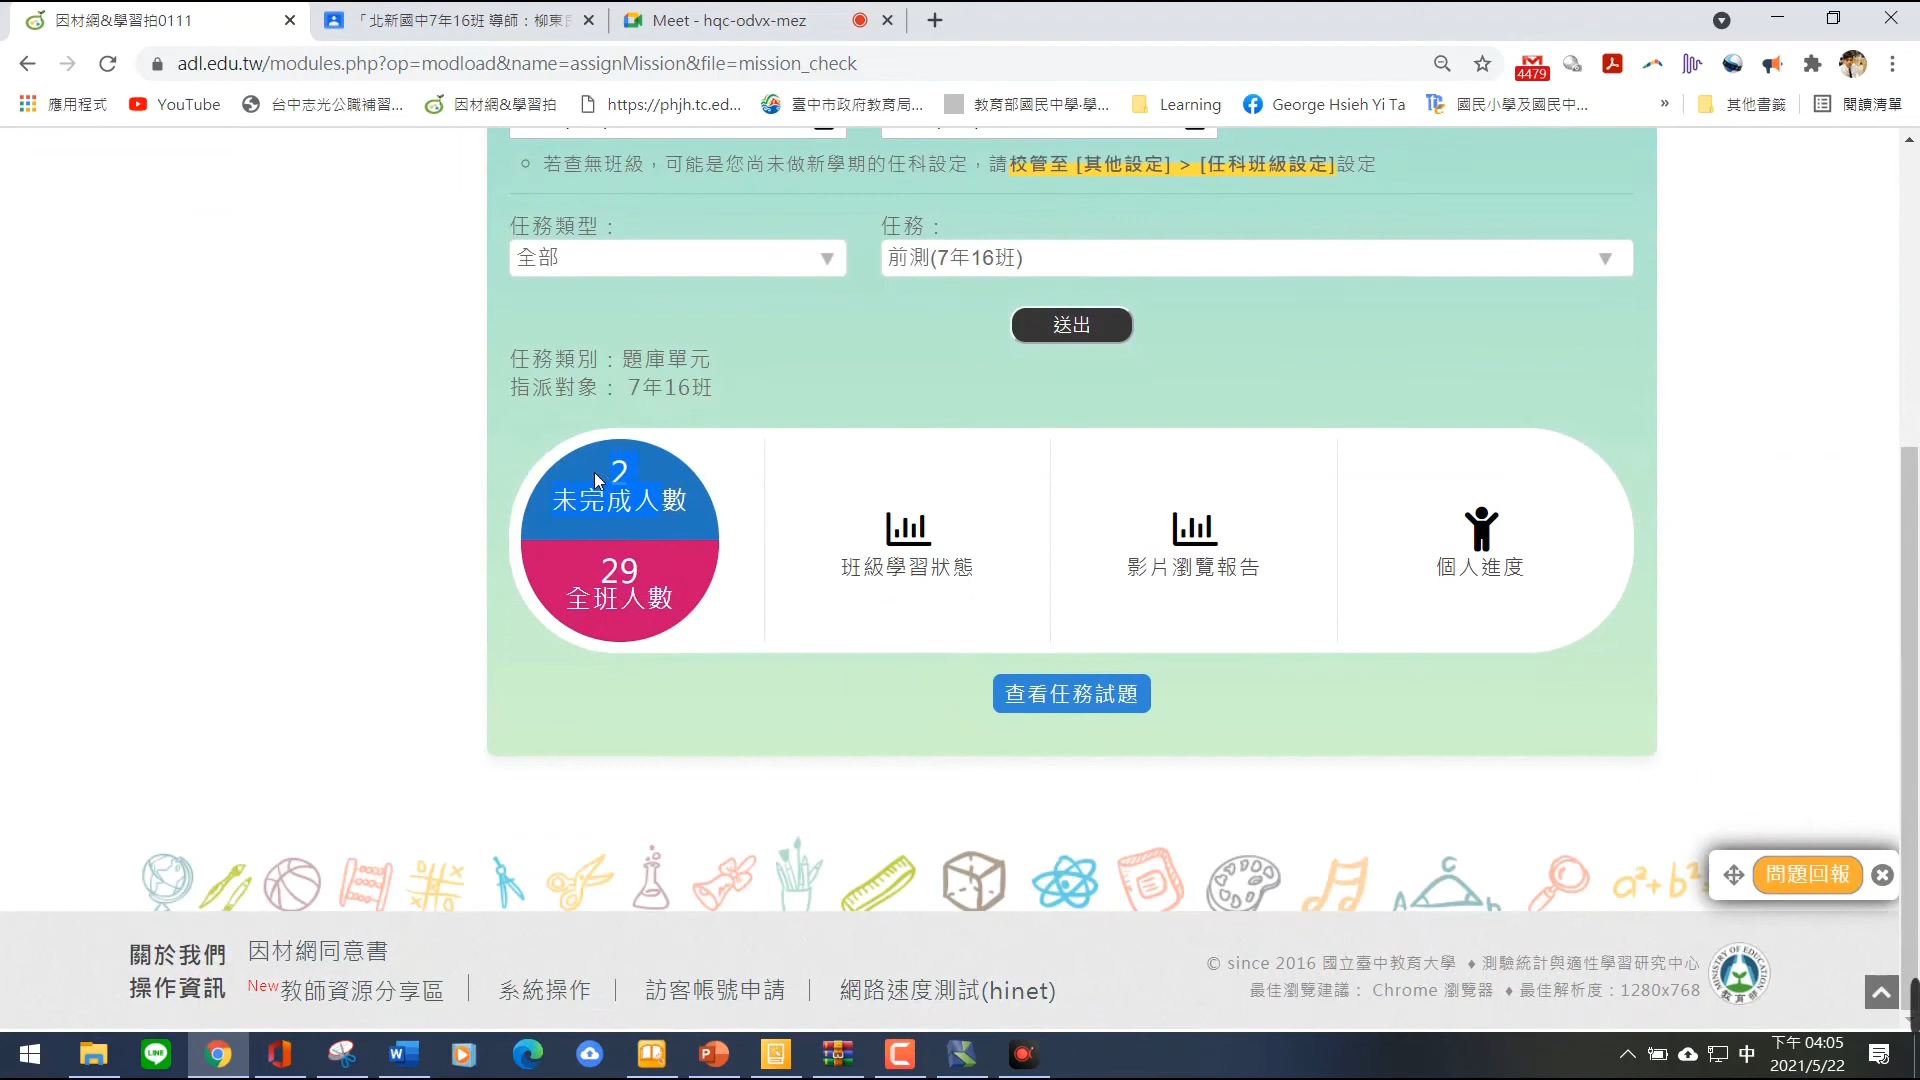 因材網&學習拍0111
「北新國中7年16班 導師：柳東
Meet - hqc-odvx-mez
adl.edu.tw/modules.php?op=modload&name=assignMission&file=mission_check
4479
應用程式
YouTube
台中志光公職補習...
因材網&學習拍
https://phjh.tc.ed...
臺中市政府教育局...
教育部國民中學‧學...
Learning
George Hsieh Yi Ta
國民小學及國民中...
»
其他書籤
閱讀清單
若查無班級，可能是您尚未做新學期的任科設定，請校管至 [其他設定] > [任科班級設定]設定
任務類型：
任務：
全部
前測(7年16班)
送出
任務類別：題庫單元
指派對象： 7年16班
2
未完成人數
29
全班人數
班級學習狀態
影片瀏覽報告
個人進度
查看任務試題
問題回報
關於我們
因材網同意書
操作資訊
New教師資源分享區
系統操作
訪客帳號申請
網路速度測試(hinet)
© since 2016 國立臺中教育大學 ♦ 測驗統計與適性學習研究中心
最佳瀏覽建議： Chrome 瀏覽器 ♦ 最佳解析度：1280x768
MINISTRY OF EDUCATION
教育部
中
下午 04:05
2021/5/22